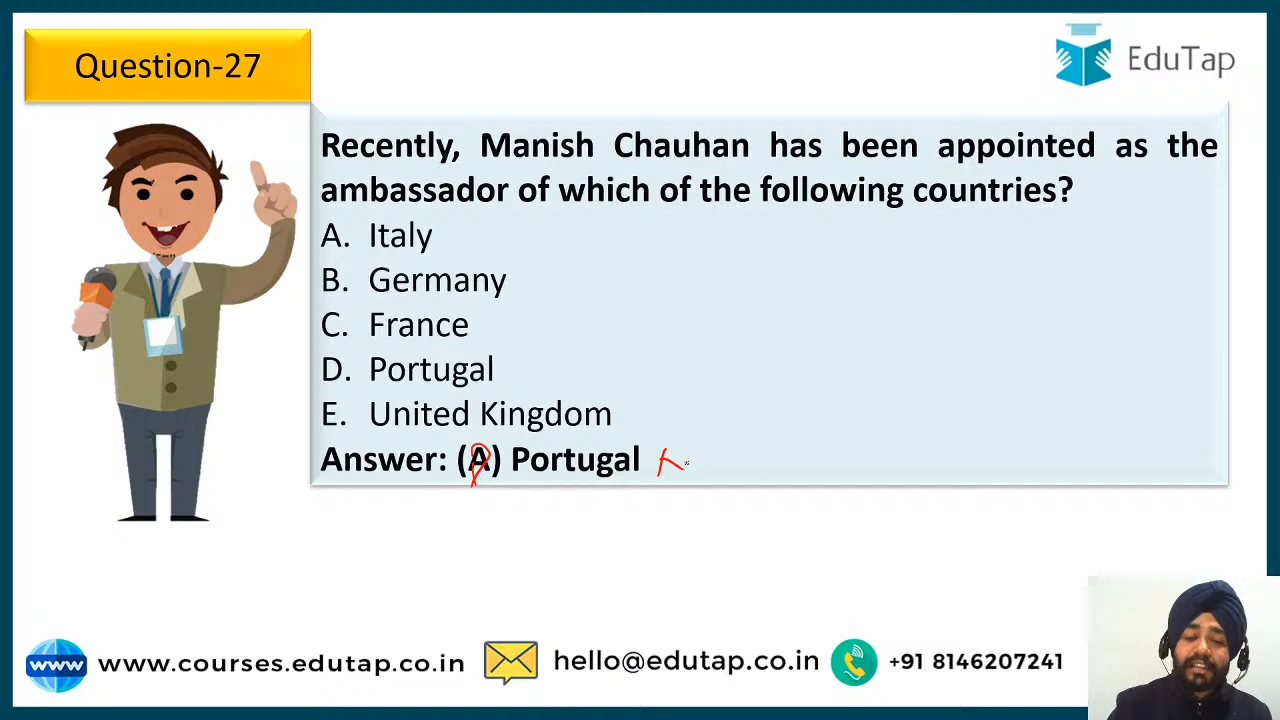 Question-27
EduTap
Recently, Manish Chauhan has been appointed as the
ambassador of which of the following countries?
A. Italy
B. Germany
C. France
D. Portugal
E. United Kingdom
Answer: (A) Portugal
www www.courses.edutap.co.in
hello@edutap.co.in
+91 8146207241